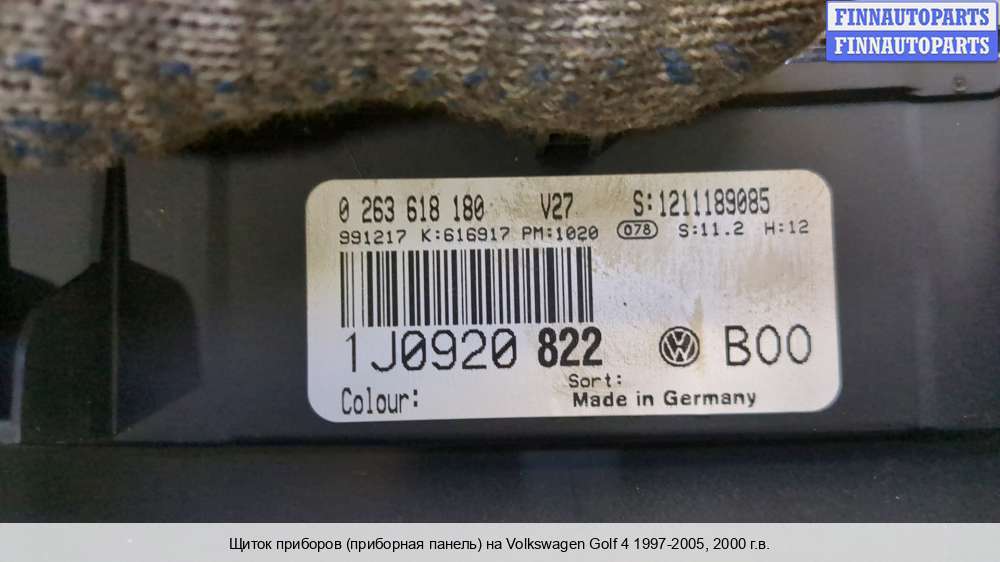 FINNAUTOPARTS
FINNAUTOPARTS
0 263 618 180 V27 S:1211189085
991217 K:616917 PM:1020 078 S:11.2 H:12
1J0920 822 VW B00
Sort:
Colour: Made in Germany
Щиток приборов (приборная панель) на Volkswagen Golf 4 1997-2005, 2000 г.в.